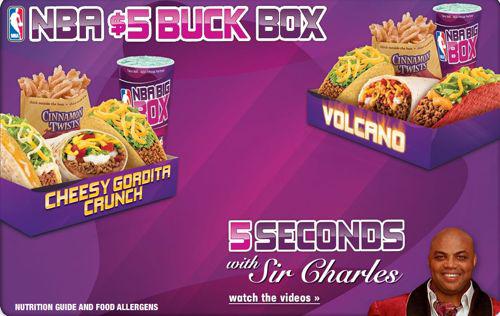 NBA $5 BUCK BOX
CINNAMON TWISTS
NBA BIG BOX
CHEESY GORDITA
CRUNCH
CINNAMON TWISTS
NBA BIG BOX
VOLCANO
5 SECONDS
with Sir Charles
watch the videos »
NUTRITION GUIDE AND FOOD ALLERGENS